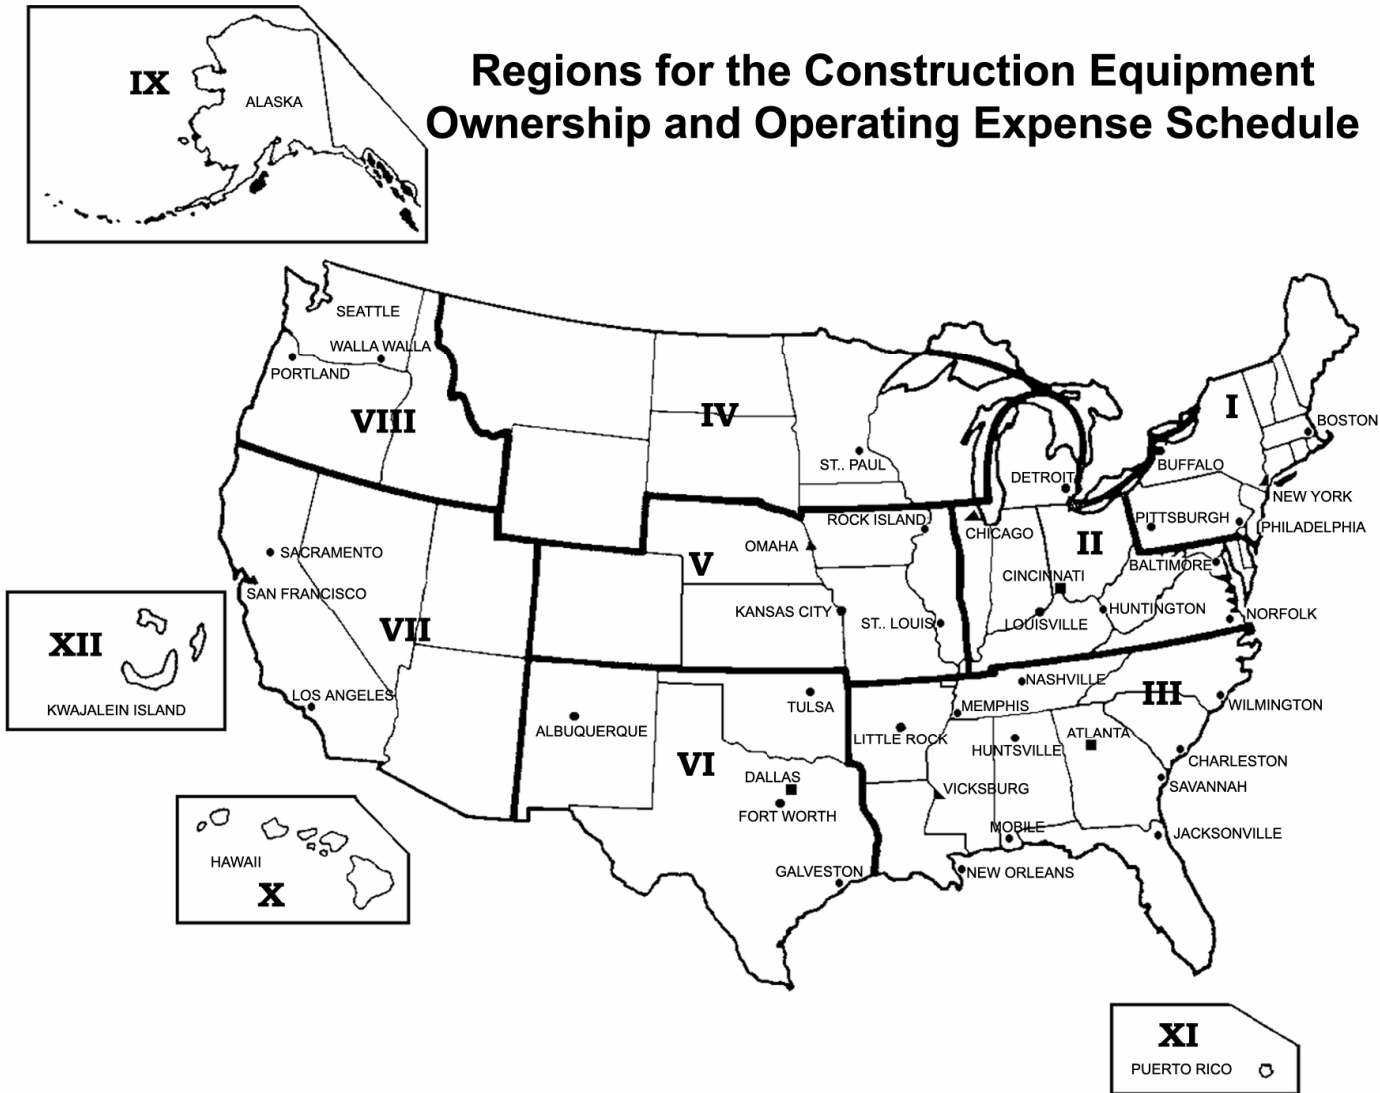 Regions for the Construction Equipment
Ownership and Operating Expense Schedule
IX
ALASKA
SEATTLE
WALLA WALLA
PORTLAND
VIII
IV
ST.. PAUL
I
BOSTON
BUFFALO
DETROIT
NEW YORK
PITTSBURGH
PHILADELPHIA
ROCK ISLAND
CHICAGO
II
OMAHA
V
SACRAMENTO
BALTIMORE
CINCINNATI
SAN FRANCISCO
KANSAS CITY
ST.. LOUIS
LOUISVILLE
HUNTINGTON
NORFOLK
VII
XII
KWAJALEIN ISLAND
LOS ANGELES
NASHVILLE
III
TULSA
MEMPHIS
WILMINGTON
ALBUQUERQUE
LITTLE ROCK
HUNTSVILLE
ATLANTA
VI
CHARLESTON
DALLAS
VICKSBURG
SAVANNAH
FORT WORTH
MOBILE
JACKSONVILLE
HAWAII
X
GALVESTON
NEW ORLEANS
XI
PUERTO RICO